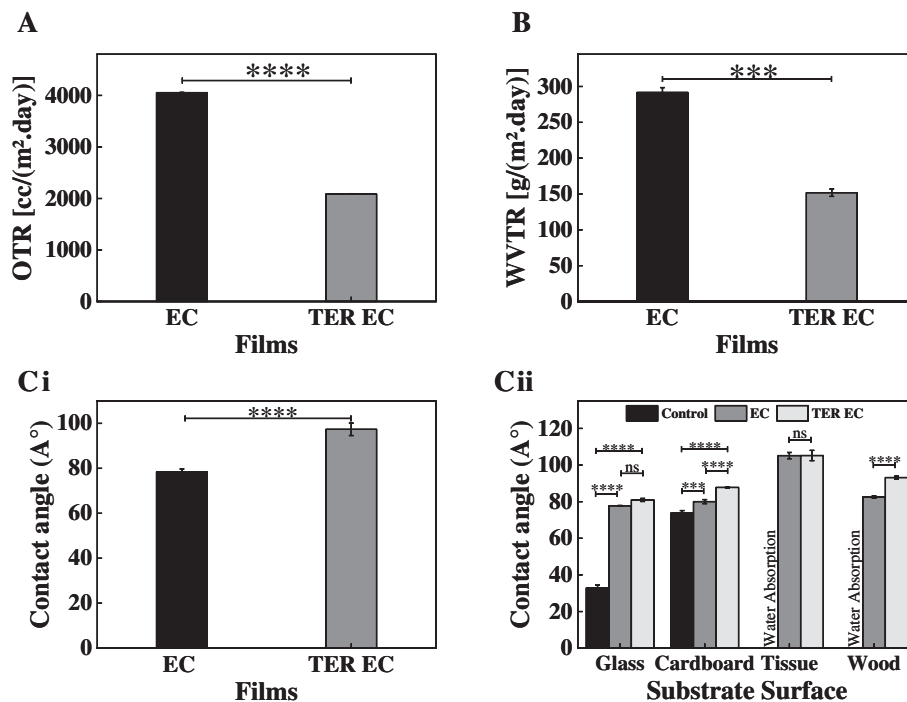 A
OTR [cc/(m².day)]
4000
3000
2000
1000
0
****
EC
TER EC
Films
B
WVTR [g/(m².day)]
300
250
200
150
100
50
0
***
EC
TER EC
Films
Ci
Contact angle (A°)
100
80
60
40
20
0
****
EC
TER EC
Films
Cii
Contact angle (A°)
120
100
80
60
40
20
0
Control
EC
TER EC
****
ns
****
****
****
***
ns
****
Water Absorption
Water Absorption
Glass
Cardboard
Tissue
Wood
Substrate Surface